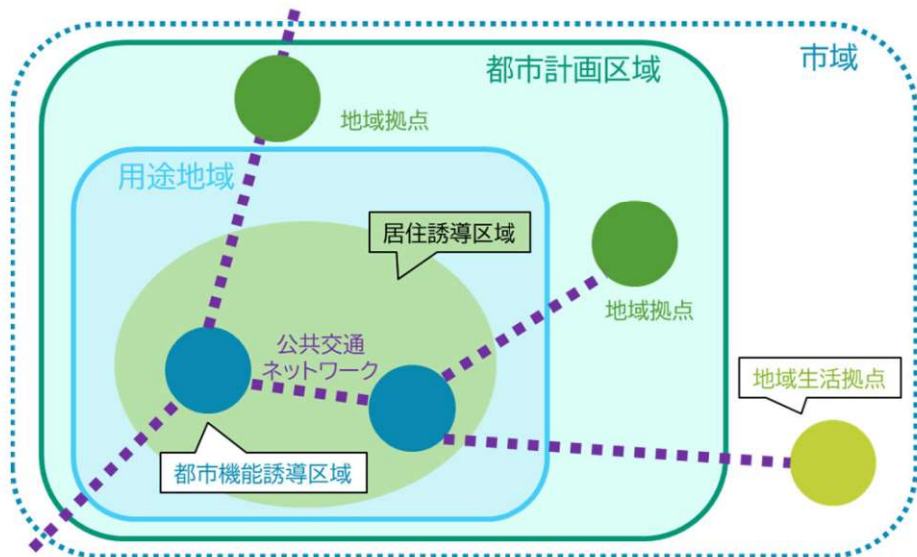 市域
都市計画区域
地域拠点
用途地域
居住誘導区域
地域拠点
公共交通
ネットワーク
地域生活拠点
都市機能誘導区域